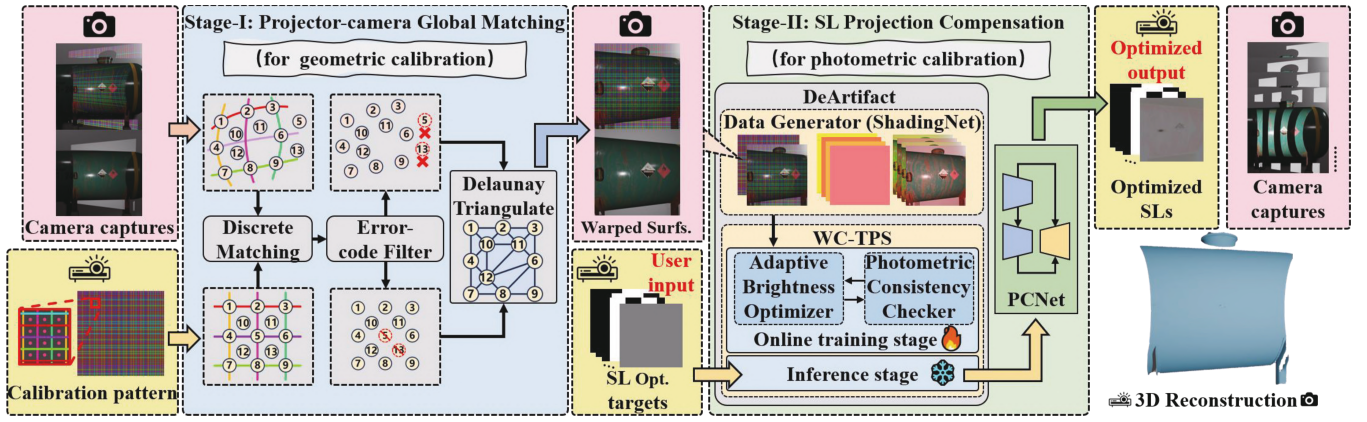 Stage-I: Projector-camera Global Matching
(for geometric calibration)
Camera captures
Calibration pattern
1
2
3
10
11
5
4
12
6
13
7
8
9
2
3
1
11
5
10
6
4
12
13
7
8
9
Discrete
Matching
Error-
code Filter
1
2
3
10
11
4
5
6
12
13
7
8
9
1
2
3
10
11
4
5
6
12
13
7
8
9
Delaunay
Triangulate
1
2
3
10
11
4
6
12
7
8
9
Warped Surfs.
User
input
SL Opt.
targets
Stage-II: SL Projection Compensation
(for photometric calibration)
DeArtifact
Data Generator (ShadingNet)
WC-TPS
Adaptive
Brightness
Optimizer
Photometric
Consistency
Checker
Online training stage
Inference stage
PCNet
Optimized
output
Optimized
SLs
Camera
captures
3D Reconstruction